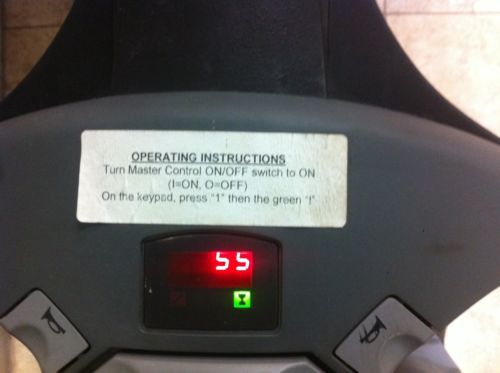 OPERATING INSTRUCTIONS
Turn Master Control ON/OFF switch to ON
(I=ON, O=OFF)
On the keypad, press "1" then the green "I"
55